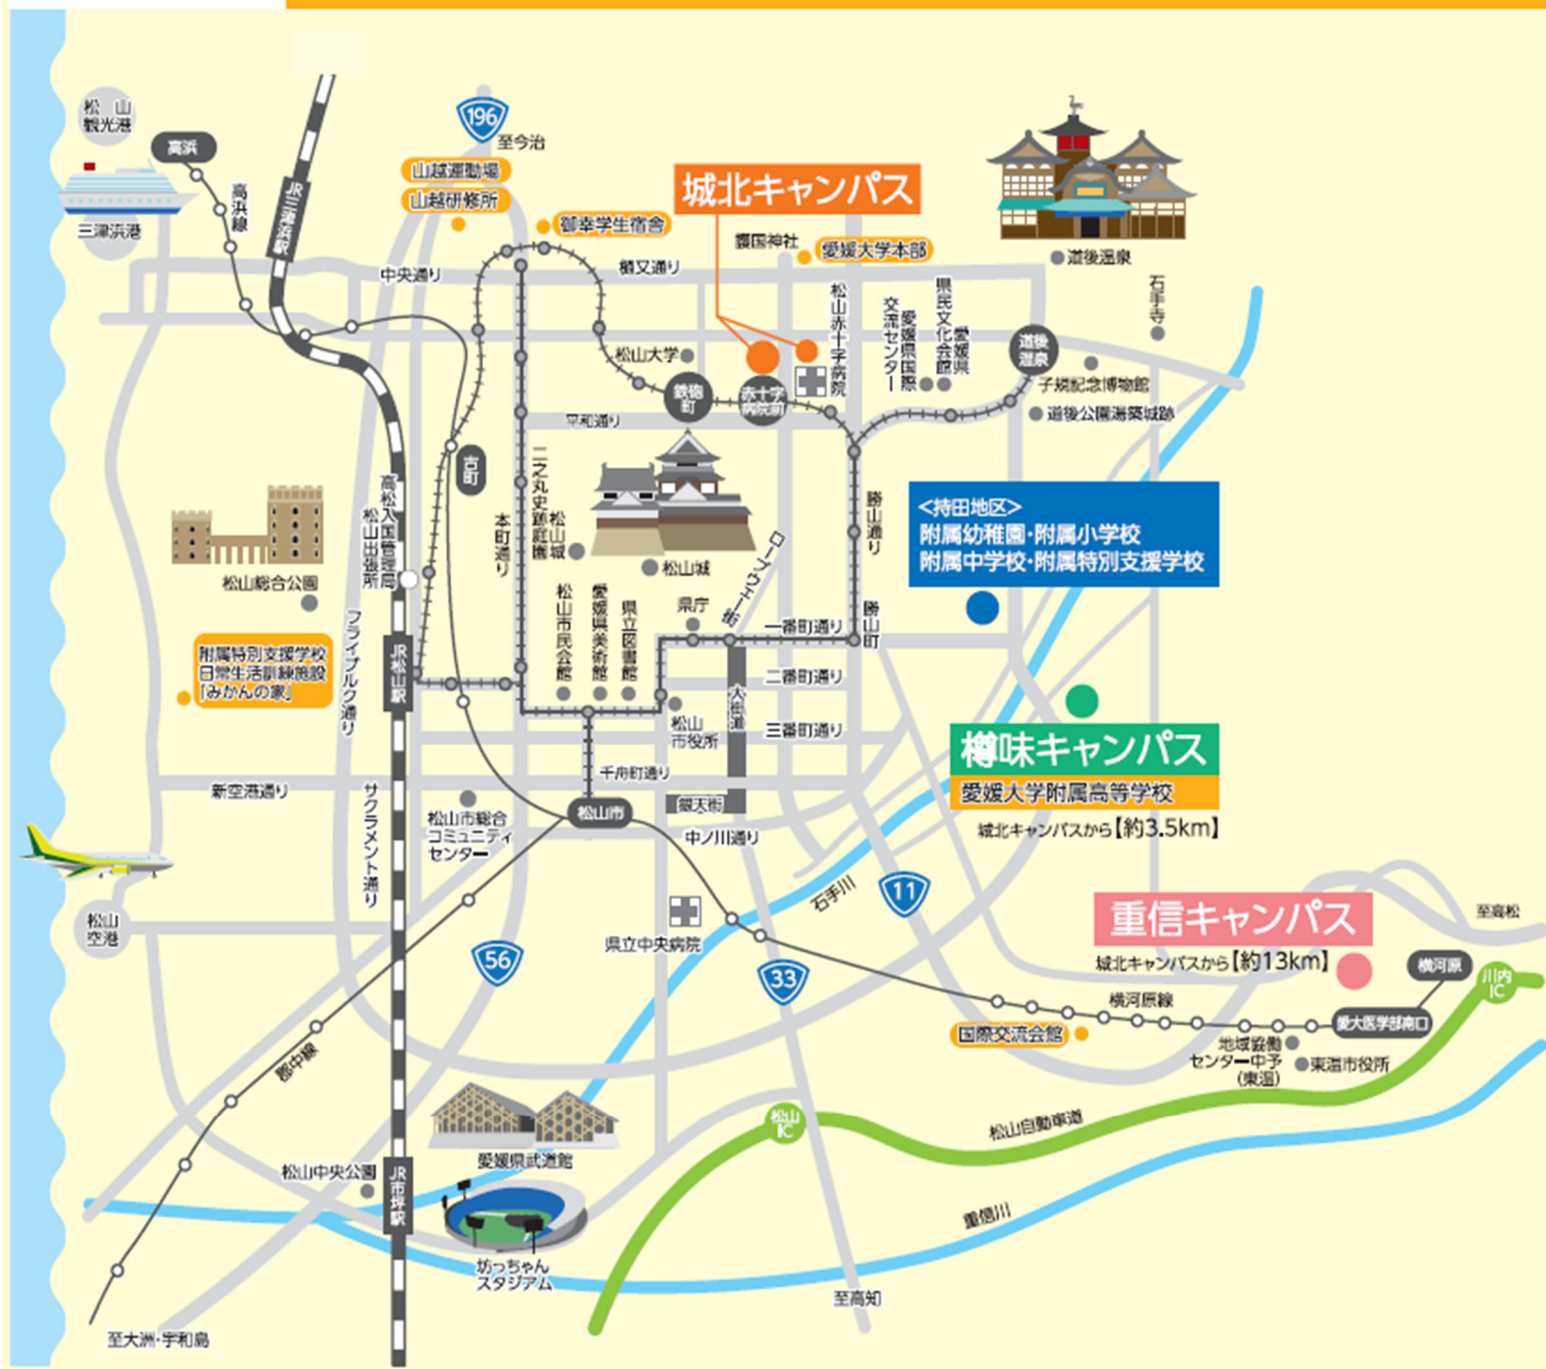 松山
観光港
高浜
三津浜港
高浜線
JR三津浜駅
196
至今治
山越運動場
山越研修所
御幸学生宿舎
城北キャンパス
護国神社
愛媛大学本部
道後温泉
石手寺
中央通り
樋又通り
松山赤十字病院
愛媛県国際
交流センター
愛媛県
県民文化会館
道後
温泉
子規記念博物館
道後公園湯築城跡
松山大学
鉄砲
町
赤十字
病院前
平和通り
古町
高松入国管理局
松山出張所
本町通り
松山城
二之丸史跡庭園
松山城
ロープウェー街
勝山通り
勝山町
<持田地区>
附属幼稚園・附属小学校
附属中学校・附属特別支援学校
松山総合公園
附属特別支援学校
日常生活訓練施設
「みかんの家」
フライブルク通り
JR松山駅
松山市民会館
愛媛県美術館
県立図書館
県庁
一番町通り
二番町通り
三番町通り
大街道
松山
市役所
千舟町通り
銀天街
松山市
中ノ川通り
新空港通り
サクラメント通り
松山市総合
コミュニティ
センター
樽味キャンパス
愛媛大学附属高等学校
城北キャンパスから【約3.5km】
松山
空港
56
県立中央病院
石手川
11
33
重信キャンパス
城北キャンパスから【約13km】
至高松
横河原
川内
IC
横河原線
愛大医学部南口
国際交流会館
地域協働
センター中予
(東温)
東温市役所
郡中線
松山
IC
松山自動車道
愛媛県武道館
松山中央公園
JR市坪駅
坊っちゃん
スタジアム
重信川
至高知
至大洲・宇和島